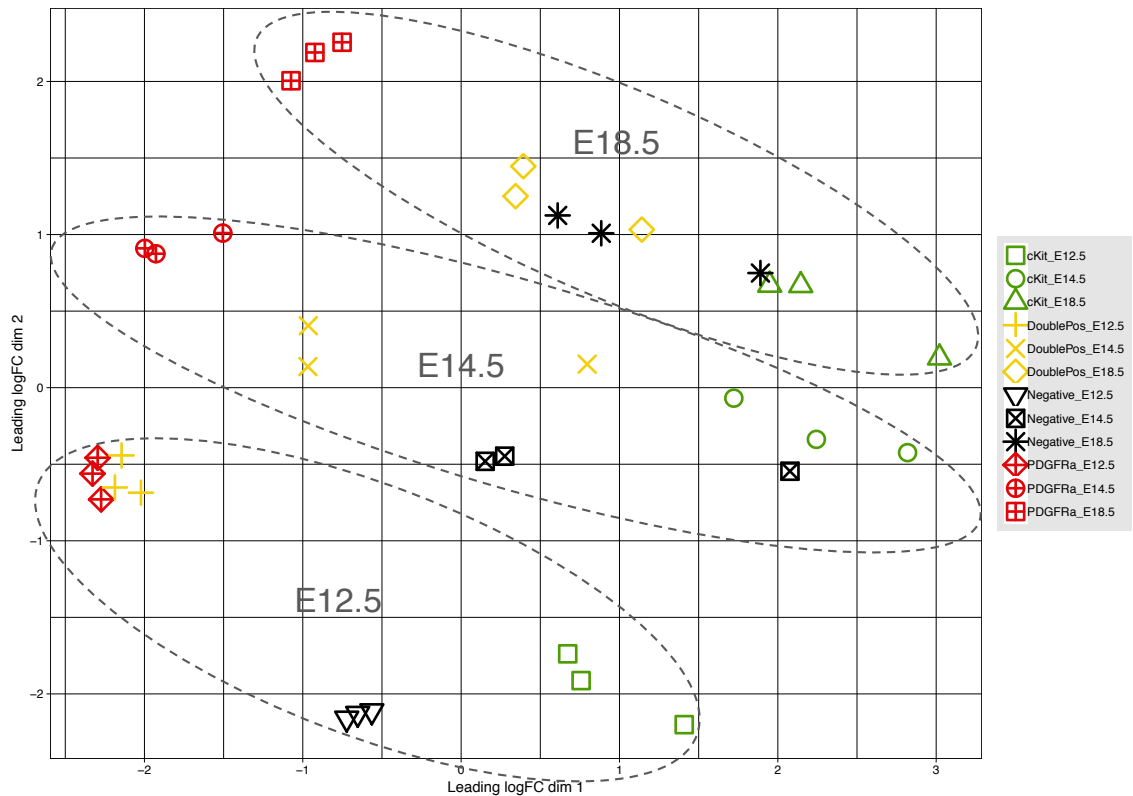 E18.5
E14.5
E12.5
2
1
0
−1
−2
Leading logFC dim 2
−2
−1
0
1
2
3
Leading logFC dim 1
cKit_E12.5
cKit_E14.5
cKit_E18.5
DoublePos_E12.5
DoublePos_E14.5
DoublePos_E18.5
Negative_E12.5
Negative_E14.5
Negative_E18.5
PDGFRa_E12.5
PDGFRa_E14.5
PDGFRa_E18.5